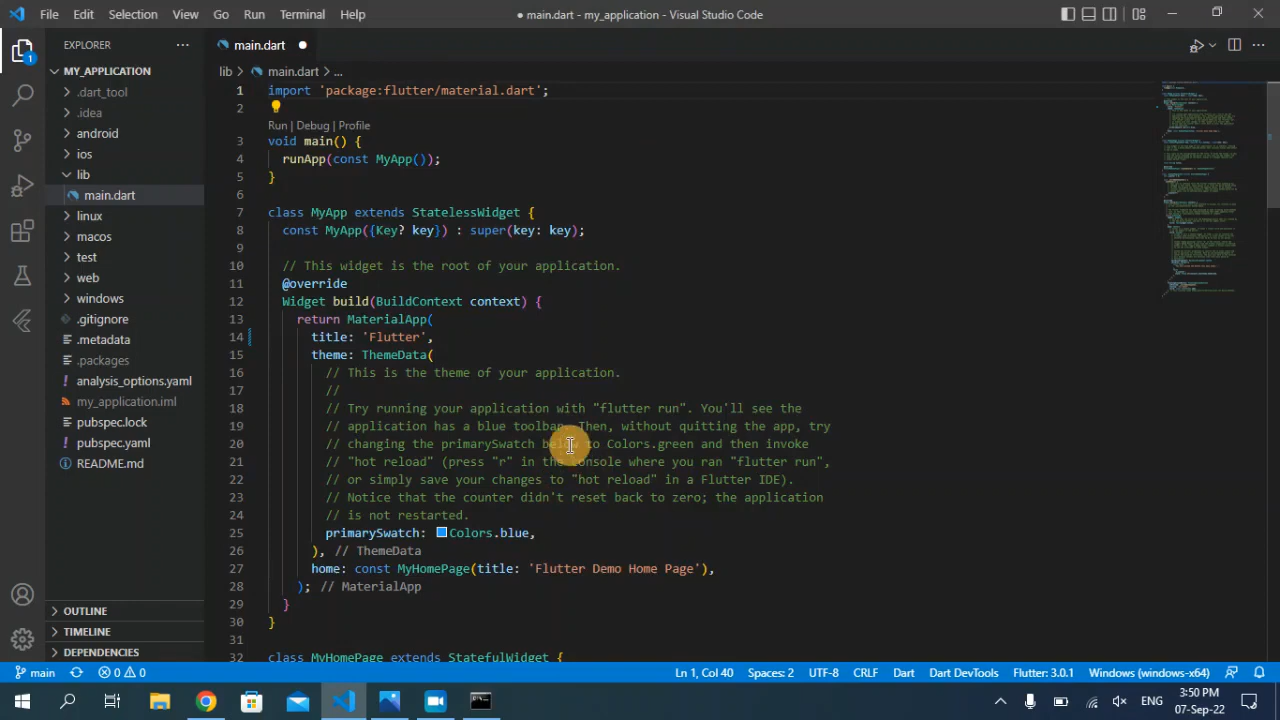 File Edit Selection View Go Run Terminal Help
● main.dart - my_application - Visual Studio Code
EXPLORER
main.dart
1
MY_APPLICATION
.dart_tool
.idea
android
ios
lib
main.dart
linux
macos
test
web
windows
.gitignore
.metadata
.packages
analysis_options.yaml
my_application.iml
pubspec.lock
pubspec.yaml
README.md
OUTLINE
TIMELINE
DEPENDENCIES
lib > main.dart > ...
1 import 'package:flutter/material.dart';
2
Run | Debug | Profile
3 void main() {
4 runApp(const MyApp());
5 }
6
7 class MyApp extends StatelessWidget {
8 const MyApp({Key? key}) : super(key: key);
9
10 // This widget is the root of your application.
11 @override
12 Widget build(BuildContext context) {
13 return MaterialApp(
14 title: 'Flutter',
15 theme: ThemeData(
16 // This is the theme of your application.
17 //
18 // Try running your application with "flutter run". You'll see the
19 // application has a blue toolbar. Then, without quitting the app, try
20 // changing the primarySwatch below to Colors.green and then invoke
21 // "hot reload" (press "r" in the console where you ran "flutter run",
22 // or simply save your changes to "hot reload" in a Flutter IDE).
23 // Notice that the counter didn't reset back to zero; the application
24 // is not restarted.
25 primarySwatch: Colors.blue,
26 ), // ThemeData
27 home: const MyHomePage(title: 'Flutter Demo Home Page'),
28 ); // MaterialApp
29 }
30 }
31
32 class MyHomePage extends StatefulWidget {
main 0 0 Ln 1, Col 40 Spaces: 2 UTF-8 CRLF Dart Dart DevTools Flutter: 3.0.1 Windows (windows-x64)
ENG
3:50 PM
07-Sep-22